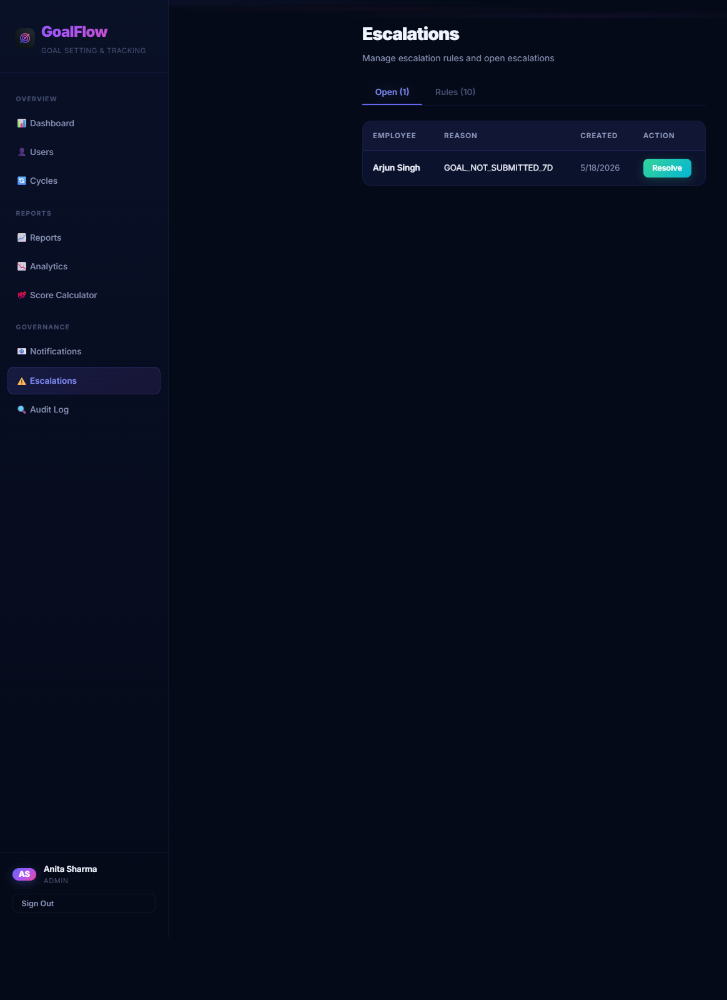 GoalFlow
GOAL SETTING & TRACKING
OVERVIEW
Dashboard
Users
Cycles
REPORTS
Reports
Analytics
Score Calculator
GOVERNANCE
Notifications
Escalations
Audit Log
AS
Anita Sharma
ADMIN
Sign Out
Escalations
Manage escalation rules and open escalations
Open (1) Rules (10)
EMPLOYEE REASON CREATED ACTION
Arjun Singh GOAL_NOT_SUBMITTED_7D 5/18/2026 Resolve